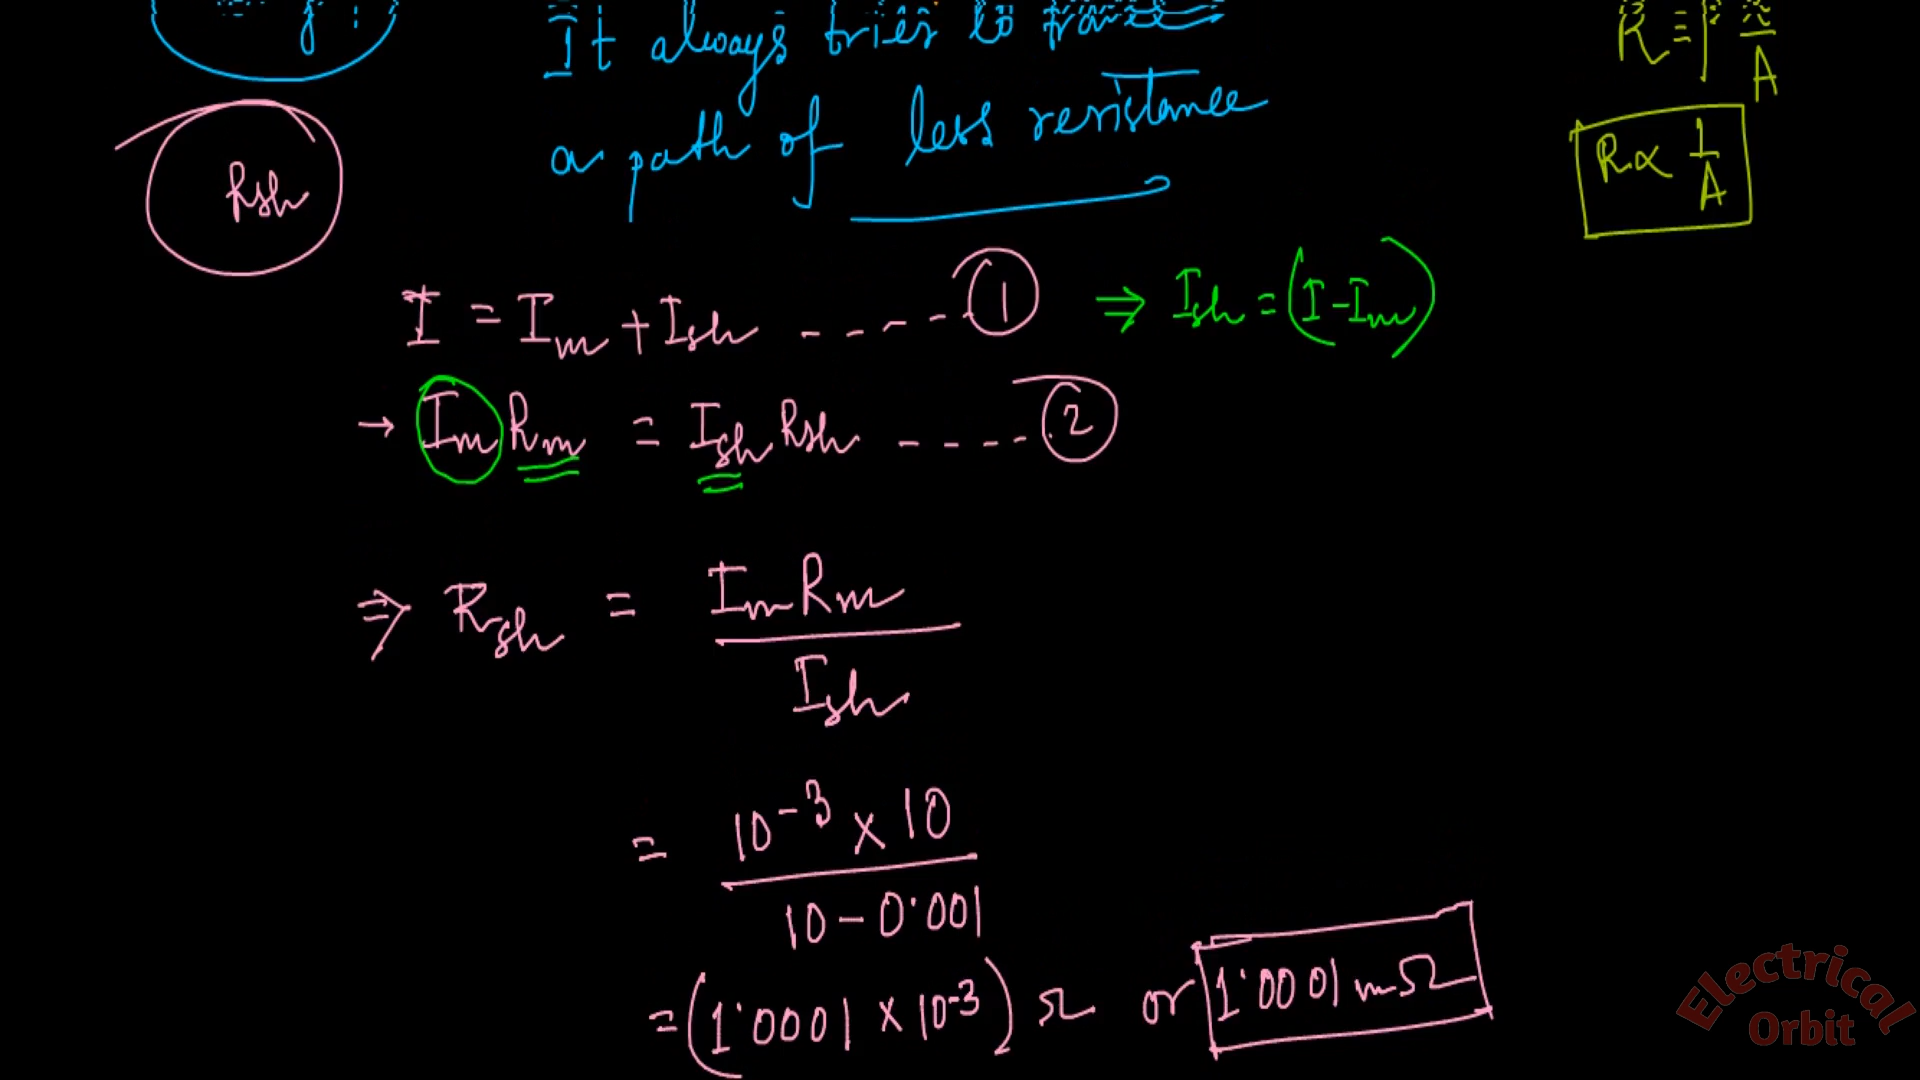 It always tries to
a path of less resistance
R = ρ
A
R ∝ 1/A
Rsh
I = Im + Ish ----- 1 ⇒ Ish = (I - Im)
→ Im Rm = Ish Rsh ---- 2
⇒ Rsh = Im Rm / Ish
= 10⁻³ × 10 / 10 - 0.001
= (1.0001 × 10⁻³) Ω or 1.0001 mΩ
Electrical
Orbit